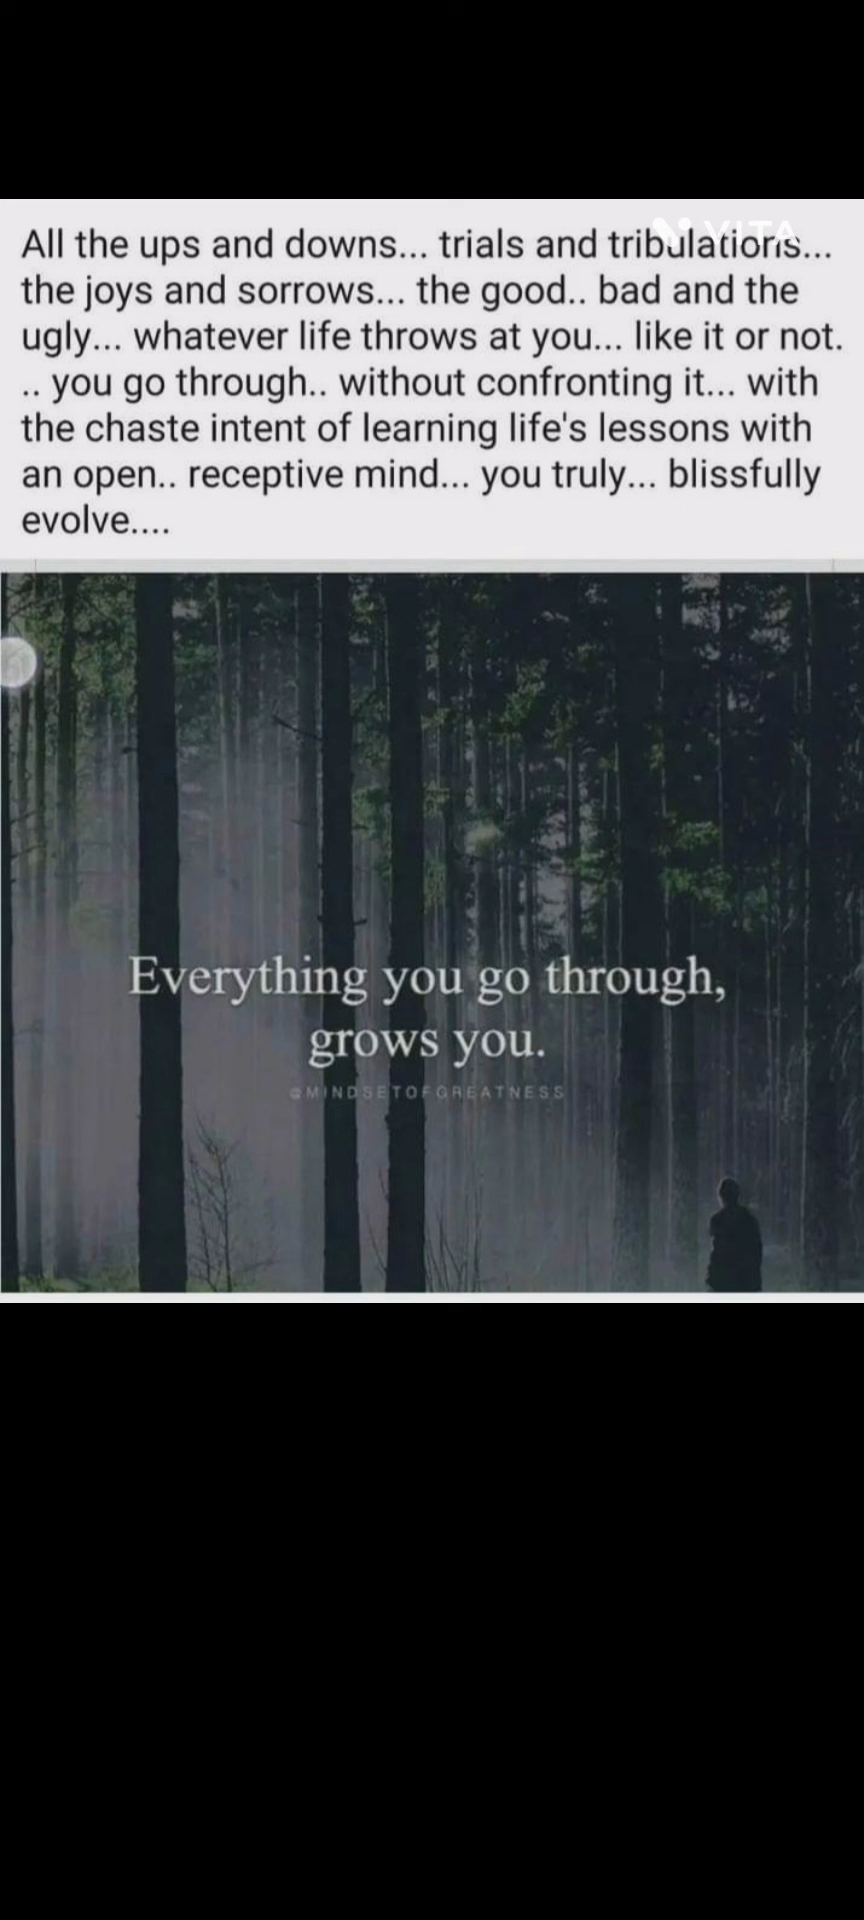 VITA
All the ups and downs... trials and tribulations...
the joys and sorrows... the good.. bad and the
ugly... whatever life throws at you... like it or not.
.. you go through.. without confronting it... with
the chaste intent of learning life's lessons with
an open.. receptive mind... you truly... blissfully
evolve....
Everything you go through,
grows you.
@MINDSETOFGREATNESS